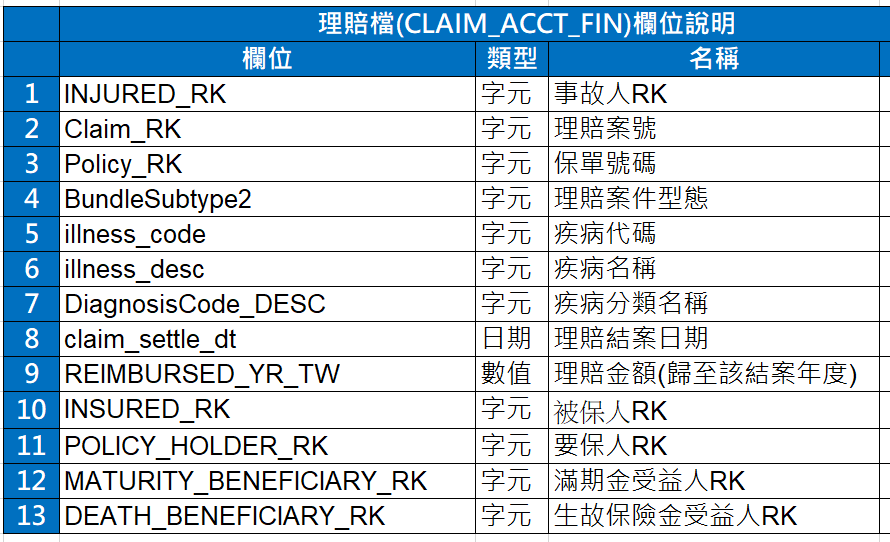 理賠檔(CLAIM_ACCT_FIN)欄位說明
欄位 類型 名稱
1 INJURED_RK 字元 事故人RK
2 Claim_RK 字元 理賠案號
3 Policy_RK 字元 保單號碼
4 BundleSubtype2 字元 理賠案件型態
5 illness_code 字元 疾病代碼
6 illness_desc 字元 疾病名稱
7 DiagnosisCode_DESC 字元 疾病分類名稱
8 claim_settle_dt 日期 理賠結案日期
9 REIMBURSED_YR_TW 數值 理賠金額(歸至該結案年度)
10 INSURED_RK 字元 被保人RK
11 POLICY_HOLDER_RK 字元 要保人RK
12 MATURITY_BENEFICIARY_RK 字元 滿期金受益人RK
13 DEATH_BENEFICIARY_RK 字元 生故保險金受益人RK